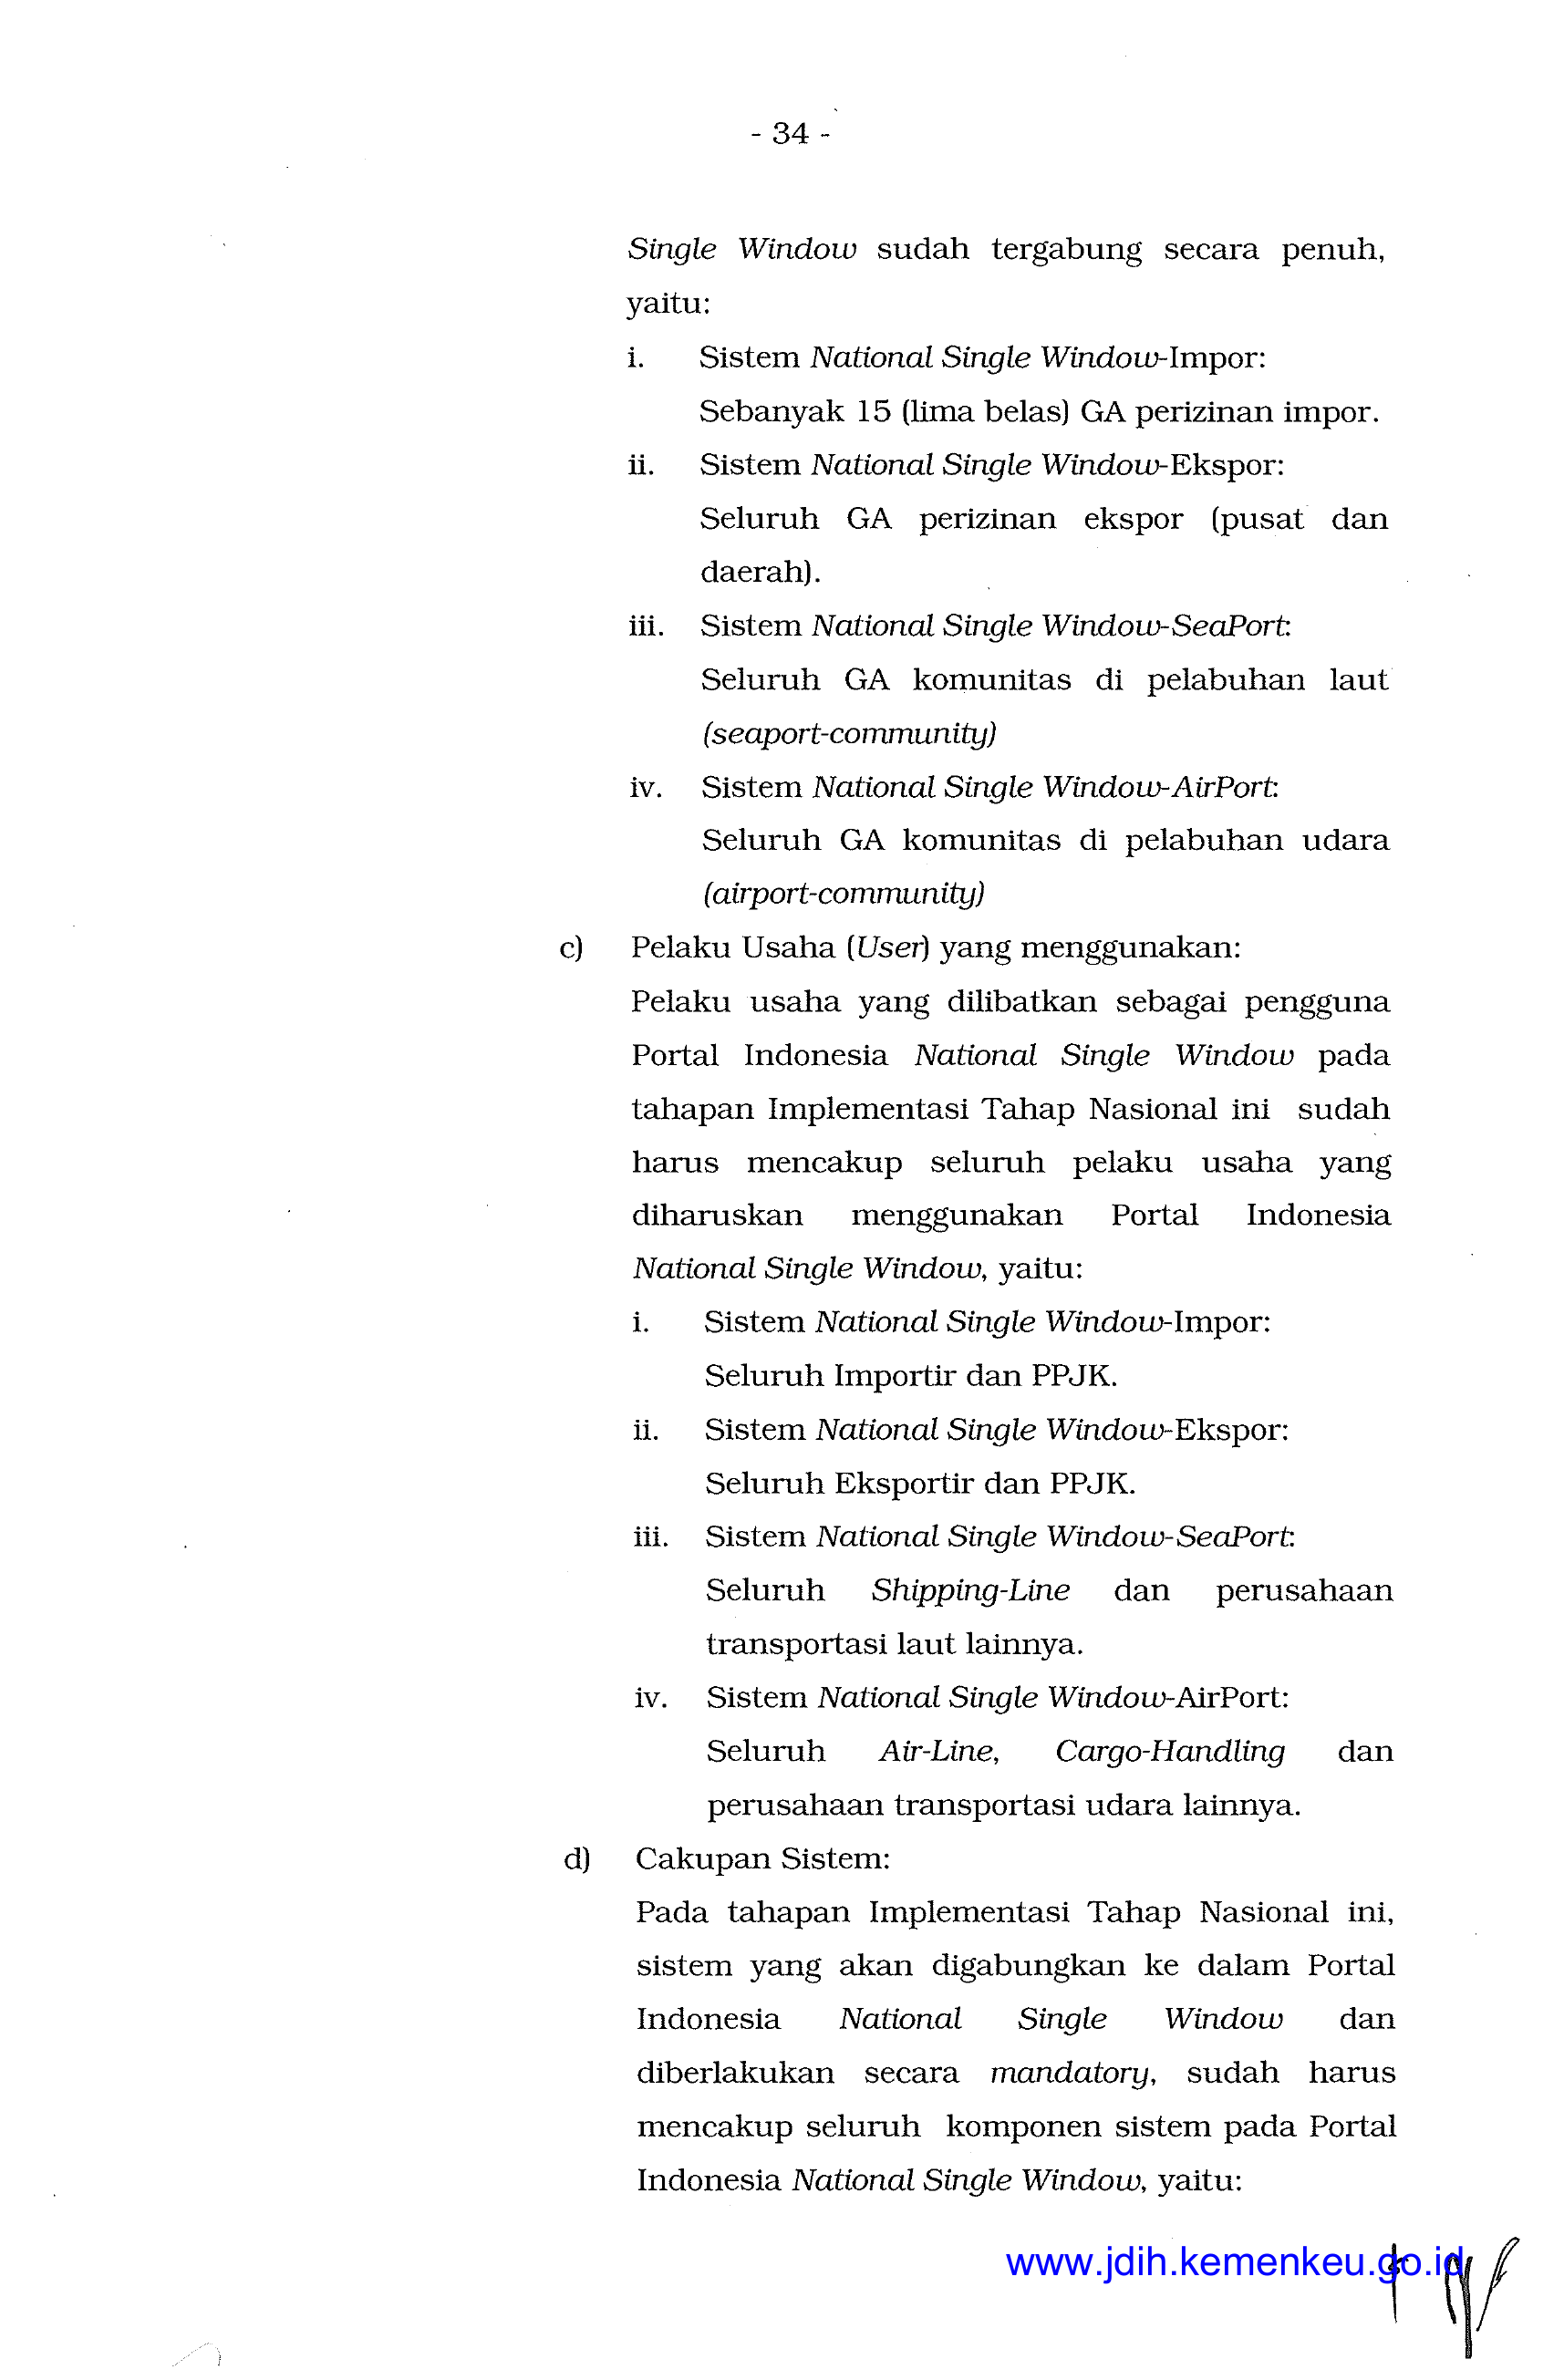 - 34 -
Single Window sudah tergabung secara penuh,
yaitu:
i. Sistem National Single Window-Impor:
Sebanyak 15 (lima belas) GA perizinan impor.
ii. Sistem National Single Window-Ekspor:
Seluruh GA perizinan ekspor (pusat dan
daerah).
iii. Sistem National Single Window-SeaPort:
Seluruh GA komunitas di pelabuhan laut
(seaport-community)
iv. Sistem National Single Window-AirPort:
Seluruh GA komunitas di pelabuhan udara
(airport-community)
c) Pelaku Usaha (User) yang menggunakan:
Pelaku usaha yang dilibatkan sebagai pengguna
Portal Indonesia National Single Window pada
tahapan Implementasi Tahap Nasional ini sudah
harus mencakup seluruh pelaku usaha yang
diharuskan menggunakan Portal Indonesia
National Single Window, yaitu:
i. Sistem National Single Window-Impor:
Seluruh Importir dan PPJK.
ii. Sistem National Single Window-Ekspor:
Seluruh Eksportir dan PPJK.
iii. Sistem National Single Window-SeaPort:
Seluruh Shipping-Line dan perusahaan
transportasi laut lainnya.
iv. Sistem National Single Window-AirPort:
Seluruh Air-Line, Cargo-Handling dan
perusahaan transportasi udara lainnya.
d) Cakupan Sistem:
Pada tahapan Implementasi Tahap Nasional ini,
sistem yang akan digabungkan ke dalam Portal
Indonesia National Single Window dan
diberlakukan secara mandatory, sudah harus
mencakup seluruh komponen sistem pada Portal
Indonesia National Single Window, yaitu:
www.jdih.kemenkeu.go.id